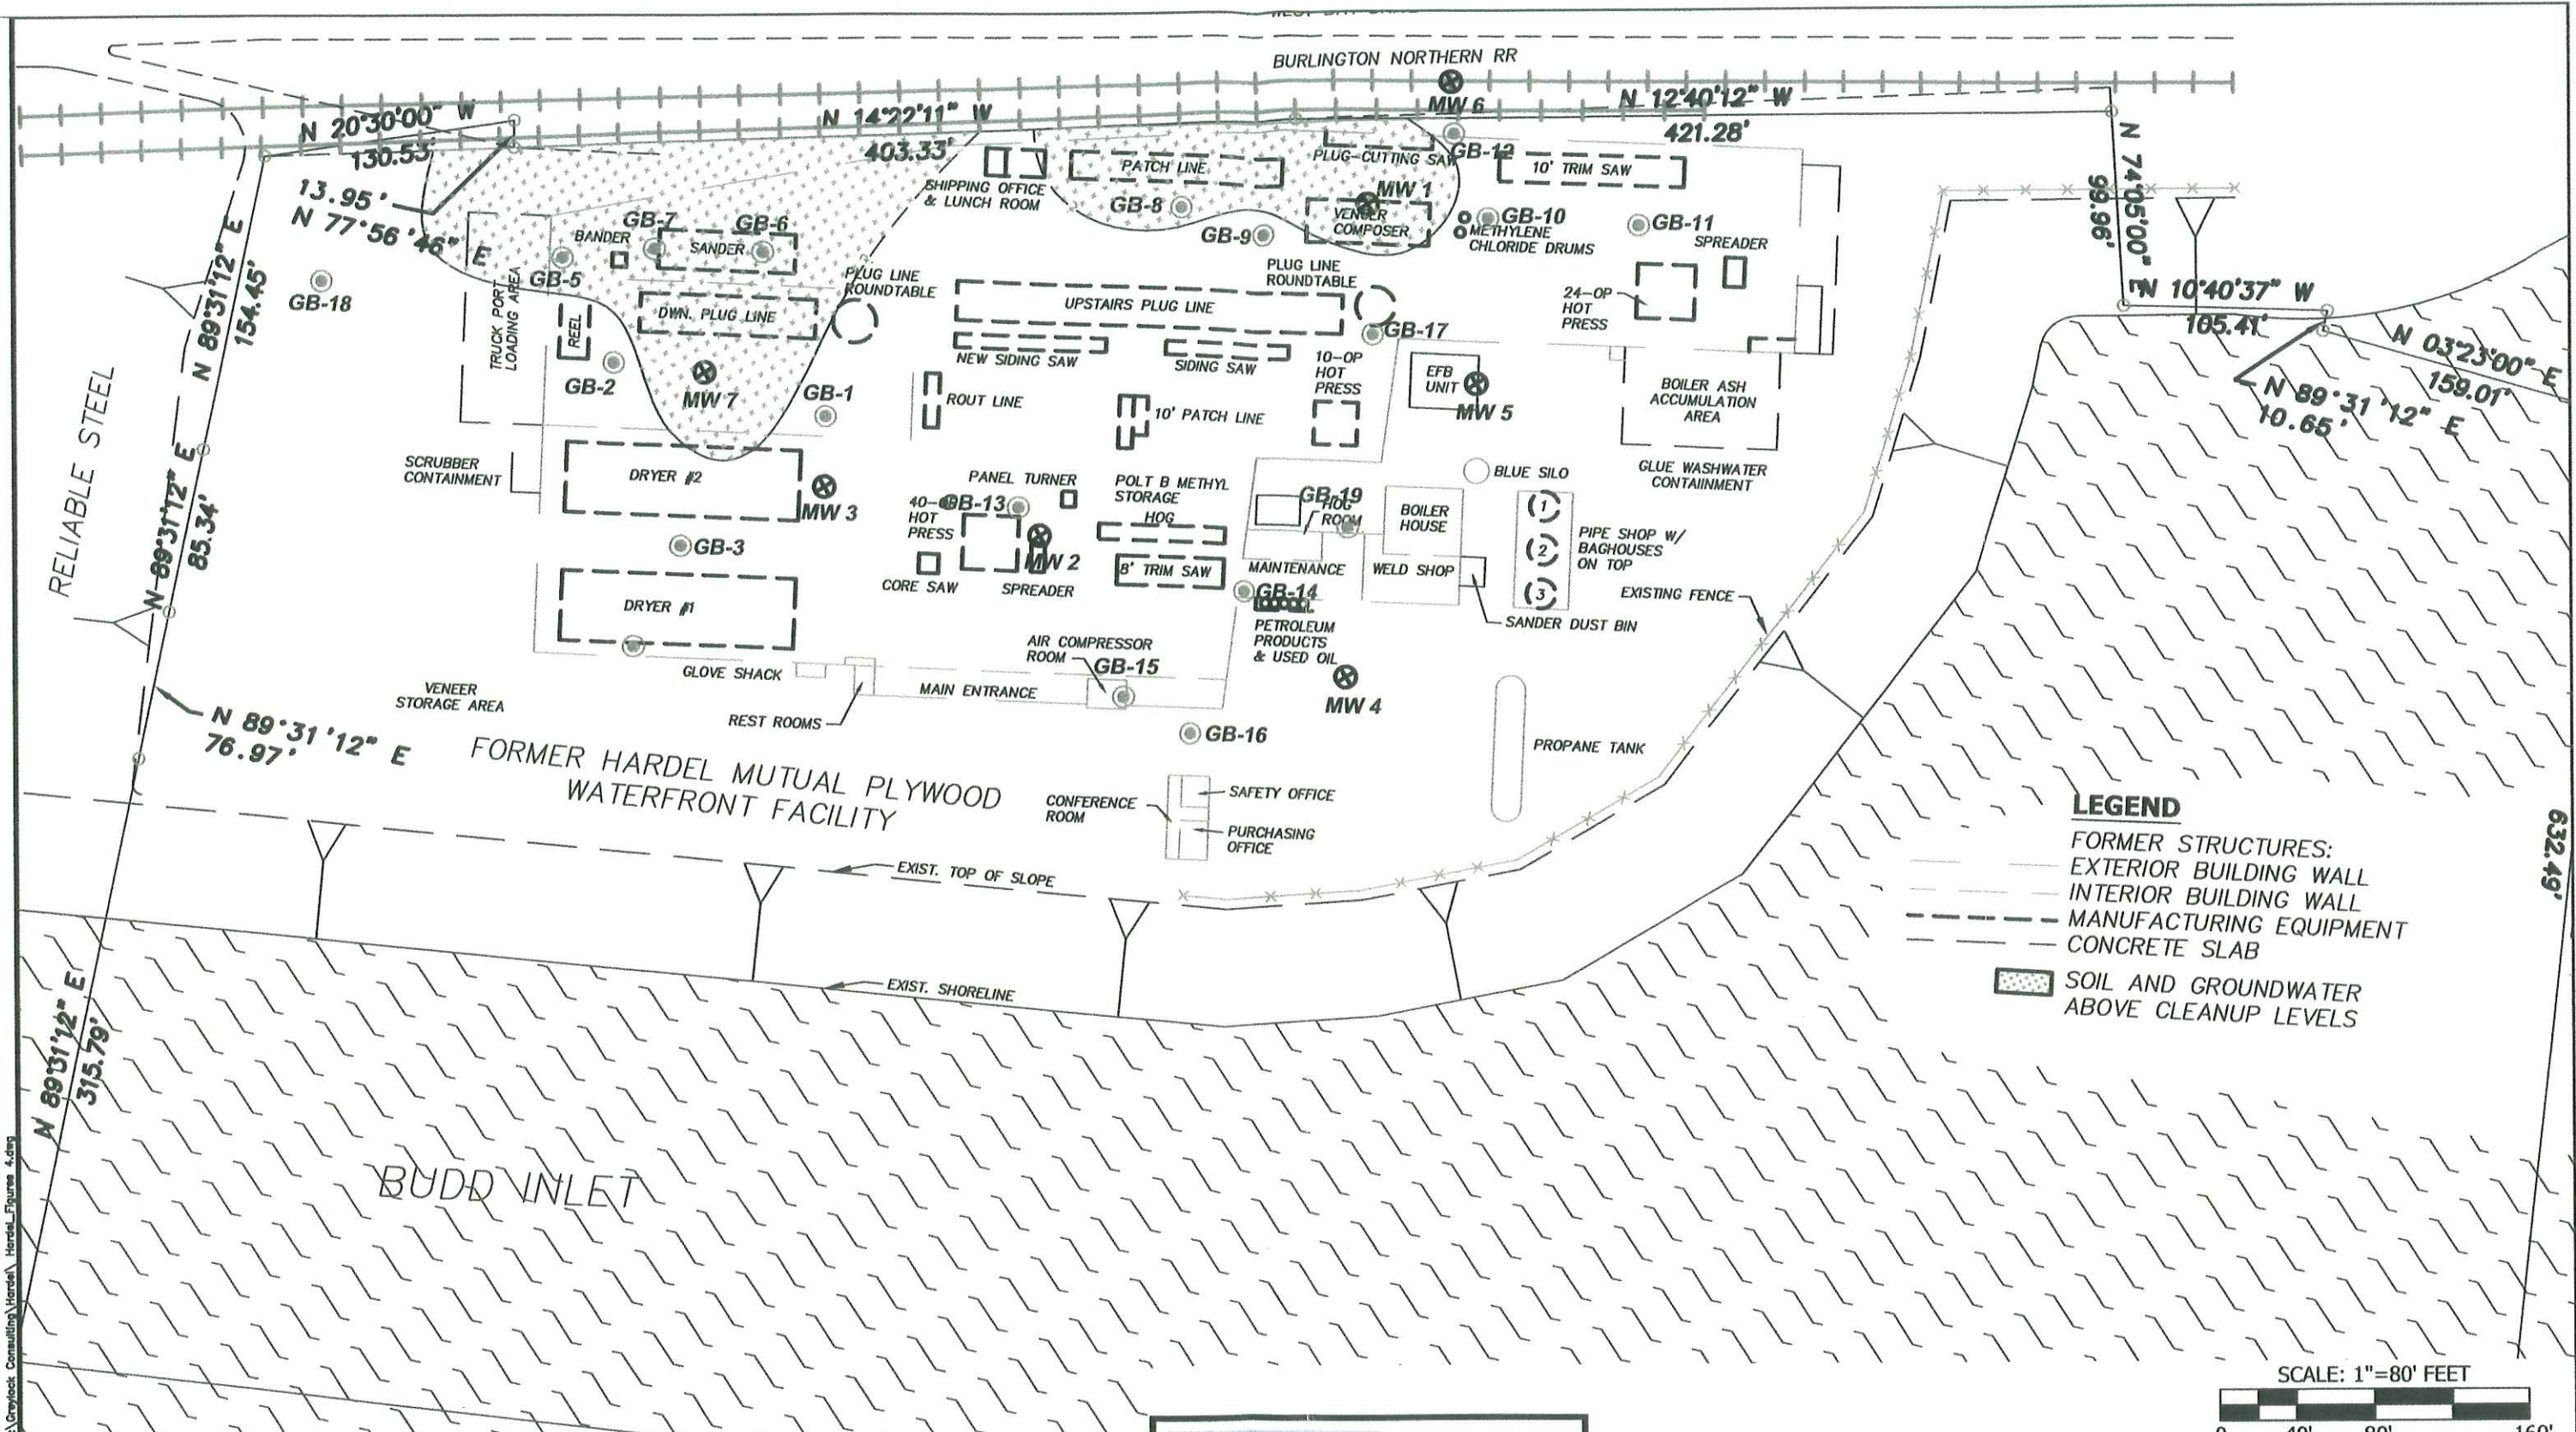 BURLINGTON NORTHERN RR
MW 6
N 20°30'00" W
130.53'
N 14°22'11" W
403.33'
N 12°40'12" W
421.28'
N 74°05'00" E
99.96'
13.95'
N 77°56'46" E
N 89°31'12" E
154.45'
PLUG-CUTTING SAW
GB-12
PATCH LINE
10' TRIM SAW
SHIPPING OFFICE
& LUNCH ROOM
MW 1
GB-8
GB-7
GB-6
VENEER
COMPOSER
GB-10
METHYLENE
CHLORIDE DRUMS
GB-11
GB-9
BANDER
SANDER
SPREADER
GB-5
GB-18
TRUCK PORT
LOADING AREA
PLUG LINE
ROUNDTABLE
PLUG LINE
ROUNDTABLE
UPSTAIRS PLUG LINE
24-OP
HOT
PRESS
N 10°40'37" W
105.41'
N 03°23'00" E
159.01'
N 89°31'12" E
10.65'
DWN. PLUG LINE
REEL
GB-17
NEW SIDING SAW
SIDING SAW
10-OP
HOT
PRESS
EFB
UNIT
MW 5
GB-2
MW 7
GB-1
ROUT LINE
10' PATCH LINE
BOILER ASH
ACCUMULATION
AREA
RELIABLE STEEL
SCRUBBER
CONTAINMENT
DRYER #2
MW 3
PANEL TURNER
POLT B METHYL
STORAGE
HOG
BLUE SILO
GLUE WASHWATER
CONTAIINMENT
40-OP
HOT
PRESS
GB-13
GB-19
HOG
ROOM
BOILER
HOUSE
(1)
(2)
(3)
PIPE SHOP W/
BAGHOUSES
ON TOP
N 89°31'12" E
85.34'
GB-3
MW 2
CORE SAW
SPREADER
8' TRIM SAW
MAINTENANCE
WELD SHOP
EXISTING FENCE
SANDER DUST BIN
DRYER #1
GB-14
PETROLEUM
PRODUCTS
& USED OIL
AIR COMPRESSOR
ROOM
GB-15
GLOVE SHACK
MAIN ENTRANCE
MW 4
REST ROOMS
VENEER
STORAGE AREA
N 89°31'12" E
76.97'
GB-16
PROPANE TANK
FORMER HARDEL MUTUAL PLYWOOD
WATERFRONT FACILITY
CONFERENCE
ROOM
SAFETY OFFICE
PURCHASING
OFFICE
EXIST. TOP OF SLOPE
EXIST. SHORELINE
LEGEND
FORMER STRUCTURES:
EXTERIOR BUILDING WALL
INTERIOR BUILDING WALL
MANUFACTURING EQUIPMENT
CONCRETE SLAB
SOIL AND GROUNDWATER
ABOVE CLEANUP LEVELS
632.49'
N 89°31'12" E
315.79'
BUDD INLET
Greylock Consulting\Hardel\ Hardel_Figures 4.dwg
SCALE: 1"=80' FEET
0 40' 80' 160'